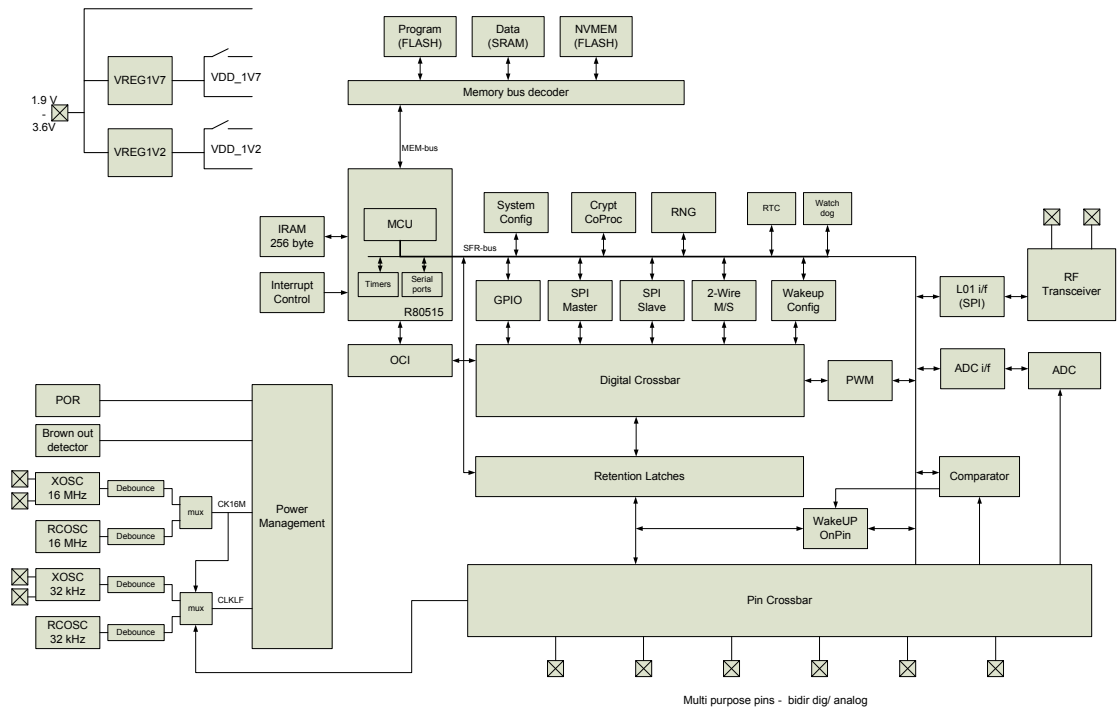 Program
(FLASH)
Data
(SRAM)
NVMEM
(FLASH)
VREG1V7
VDD_1V7
Memory bus decoder
1.9 V
-
3.6V
VREG1V2
VDD_1V2
MEM-bus
IRAM
256 byte
MCU
System
Config
Crypt
CoProc
RNG
RTC
Watch
dog
SFR-bus
Interrupt
Control
Timers
Serial
ports
R80515
GPIO
SPI
Master
SPI
Slave
2-Wire
M/S
Wakeup
Config
L01 i/f
(SPI)
RF
Transceiver
OCI
Digital Crossbar
PWM
ADC i/f
ADC
POR
Brown out
detector
XOSC
16 MHz
Debounce
mux
CK16M
RCOSC
16 MHz
Debounce
Power
Management
Retention Latches
Comparator
WakeUP
OnPin
XOSC
32 kHz
Debounce
mux
CLKLF
RCOSC
32 kHz
Debounce
Pin Crossbar
Multi purpose pins - bidir dig/ analog